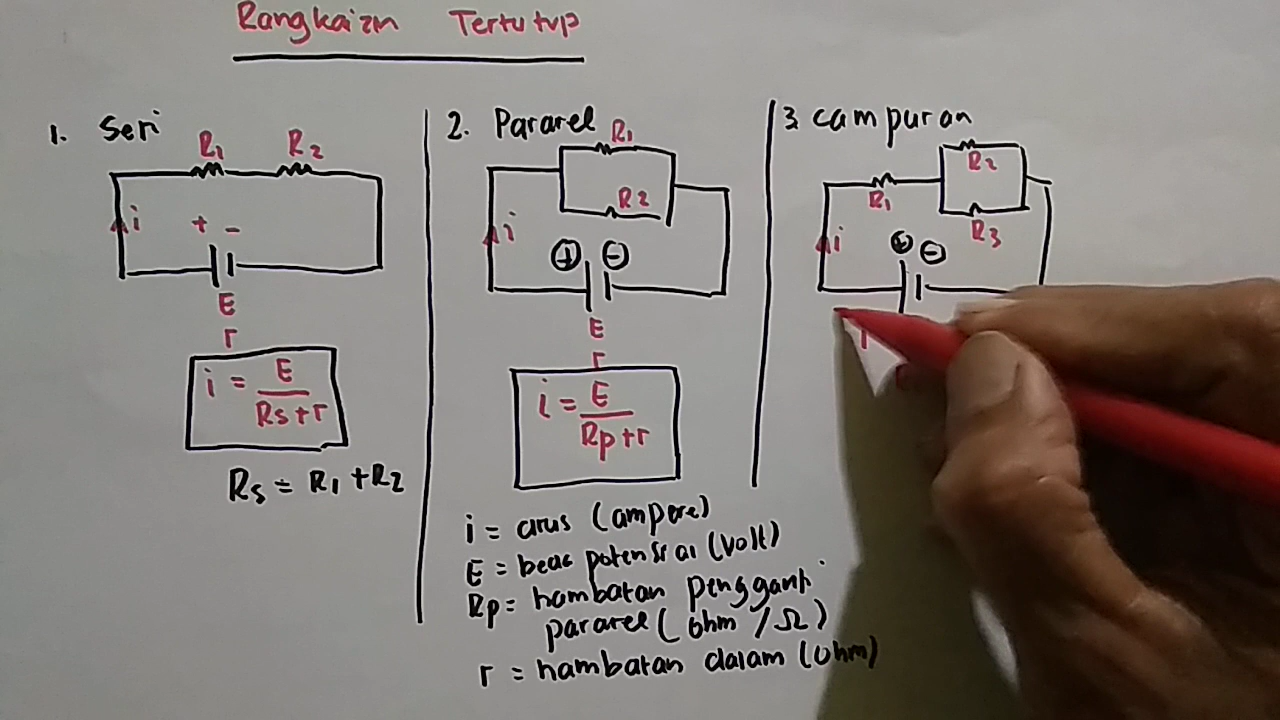 Rangkaian Tertutup
1. Seri
R1 R2
i
+ -
E
r
i = E / Rs+r
Rs = R1 + R2
2. Pararel
R1
R2
i
+ -
E
r
i = E / Rp+r
i = arus (ampere)
E = beda potensial (Volt)
Rp = hambatan pengganti
pararel (ohm / Ω)
r = hambatan dalam (ohm)
3. campuran
R2
R1
R3
i
+ -